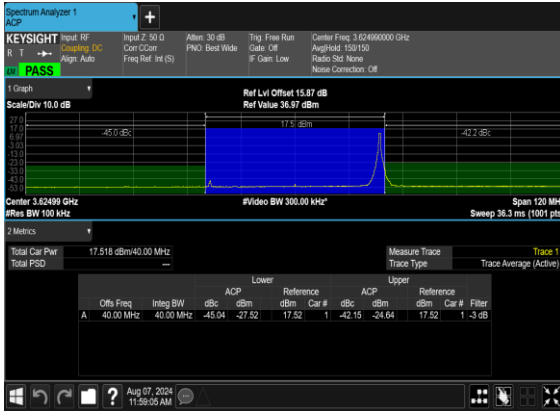 Spectrum Analyzer 1
ACP
+
KEYSIGHT Input: RF Input Z: 50 Ω Atten: 30 dB Trig: Free Run Center Freq: 3.624990000 GHz
R T Coupling: DC Corr CCorr PNO: Best Wide Gate: Off Avg|Hold: 150/150
Align: Auto Freq Ref: Int (S) IF Gain: Low Radio Std: None
LXI PASS Noise Correction: Off
1 Graph
Ref Lvl Offset 15.87 dB
Scale/Div 10.0 dB Ref Value 36.97 dBm
27.0
17.0 17.5 dBm
6.97 -45.0 dBc -42.2 dBc
-3.03
-13.0
-23.0
-33.0
-43.0
-53.0
Center 3.62499 GHz #Video BW 300.00 kHz* Span 120 MH
#Res BW 100 kHz Sweep 36.3 ms (1001 pts
2 Metrics
Total Car Pwr 17.518 dBm/40.00 MHz Measure Trace Trace 1
Total PSD --- Trace Type Trace Average (Active)
Lower Upper
ACP Reference ACP Reference
Offs Freq Integ BW dBc dBm dBm Car # dBc dBm dBm Car # Filter
A 40.00 MHz 40.00 MHz -45.04 -27.52 17.52 1 -42.15 -24.64 17.52 1 -3 dB
? Aug 07, 2024
11:59:05 AM